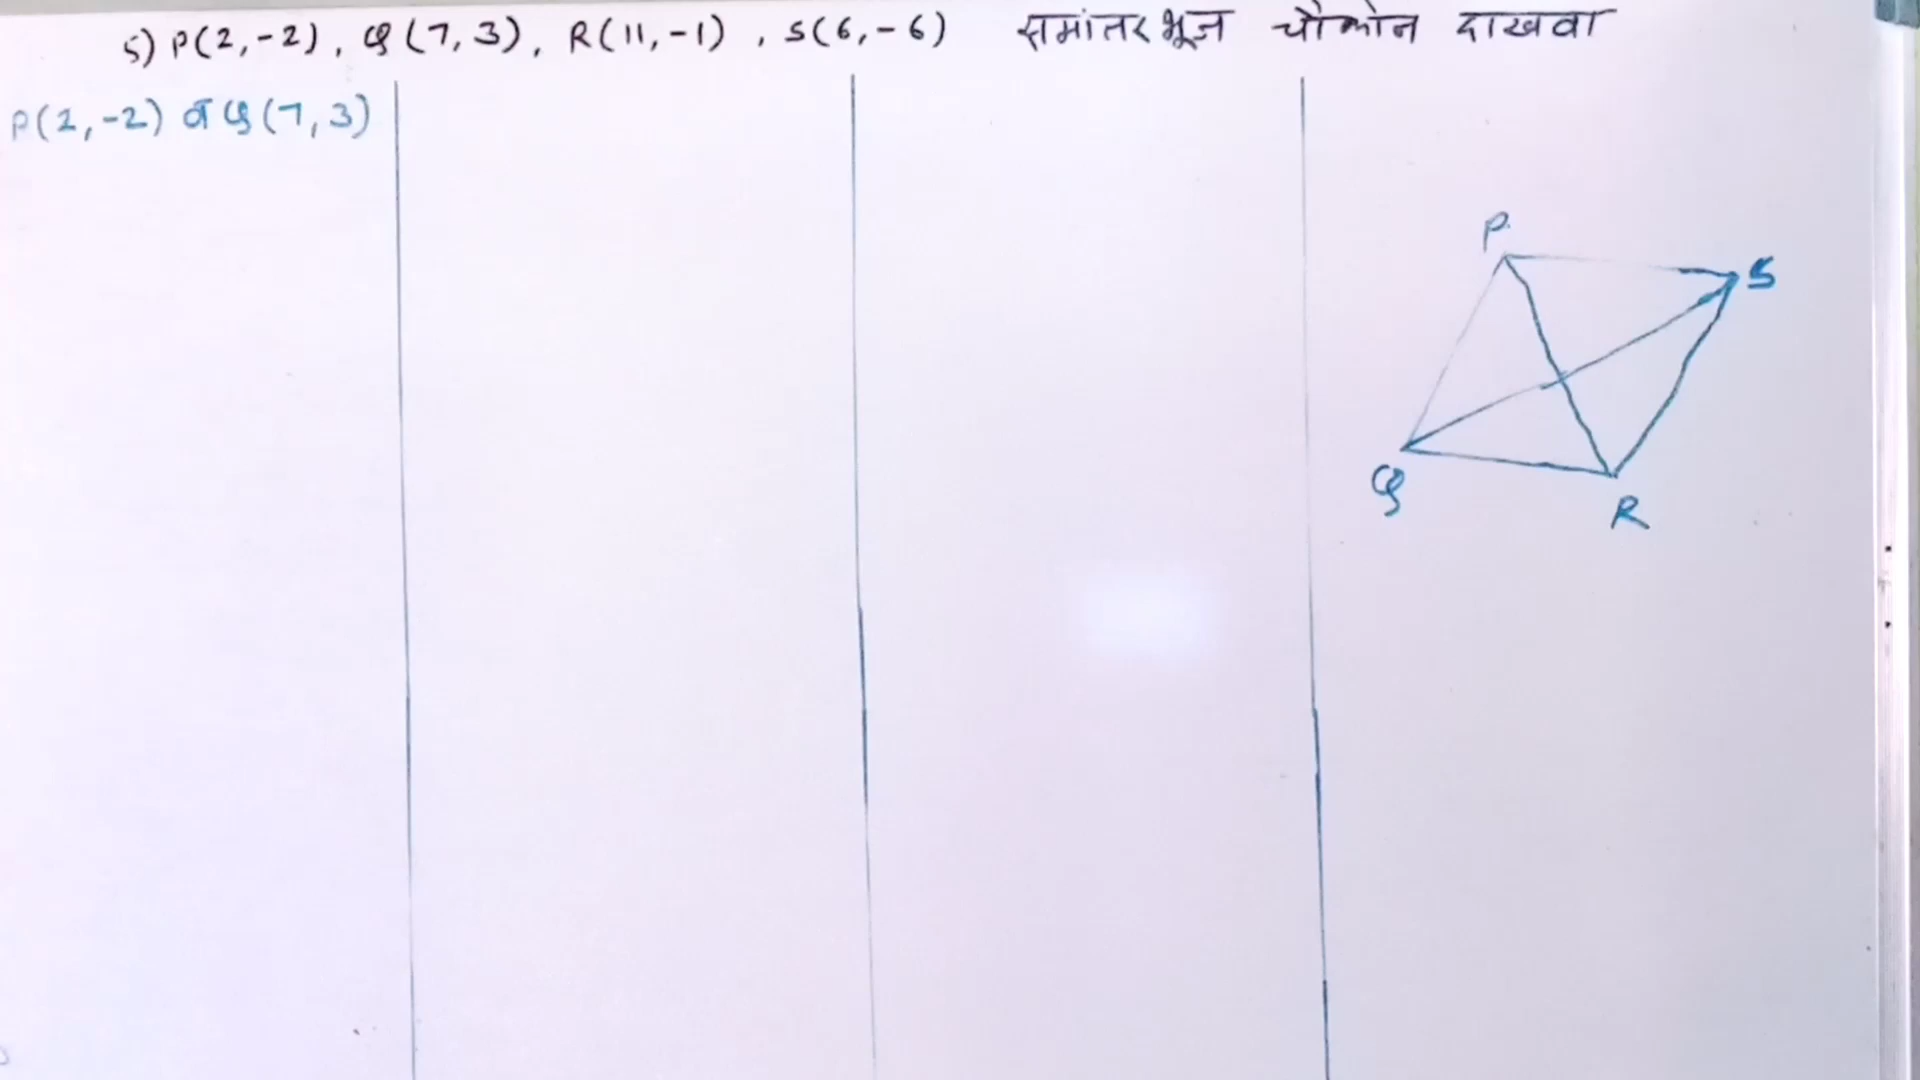 5) P(2,-2), Q(7,3), R(11,-1), S(6,-6) समांतरभूज चौकोन दाखवा
P(2,-2) व Q(7,3)
P
S
Q
R